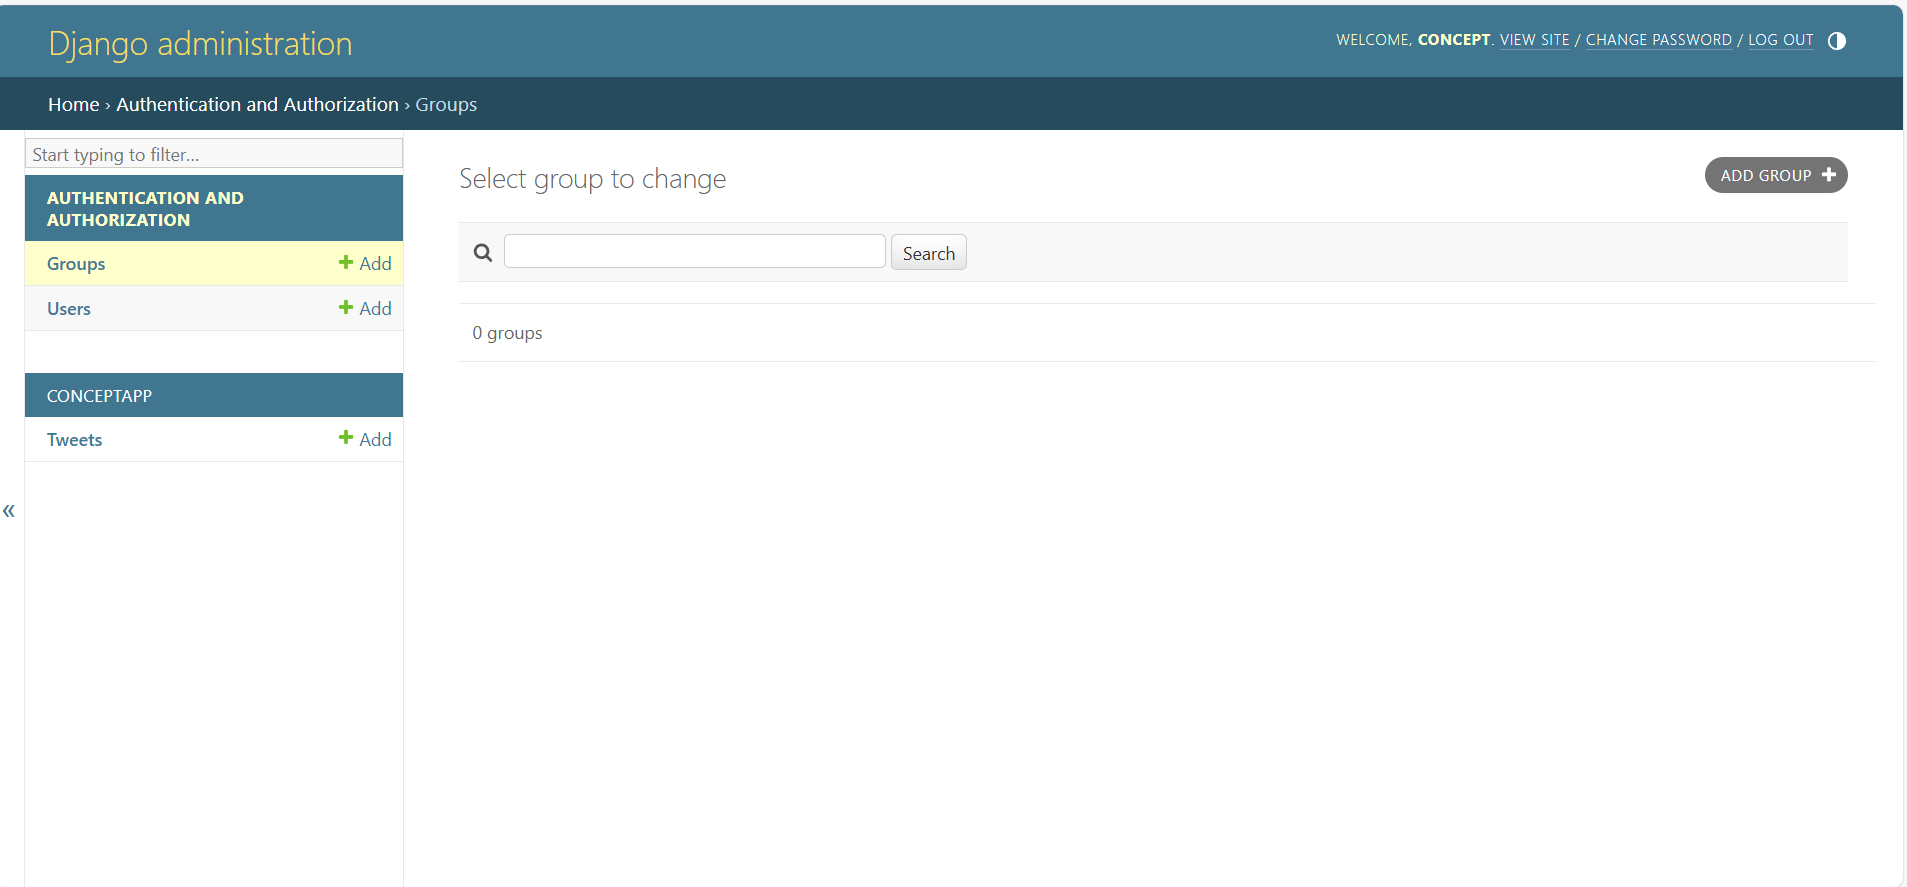 Django administration
WELCOME, CONCEPT. VIEW SITE / CHANGE PASSWORD / LOG OUT
Home › Authentication and Authorization › Groups
Start typing to filter...
AUTHENTICATION AND
AUTHORIZATION
Groups
Add
Users
Add
CONCEPTAPP
Tweets
Add
«
Select group to change
ADD GROUP
Search
0 groups